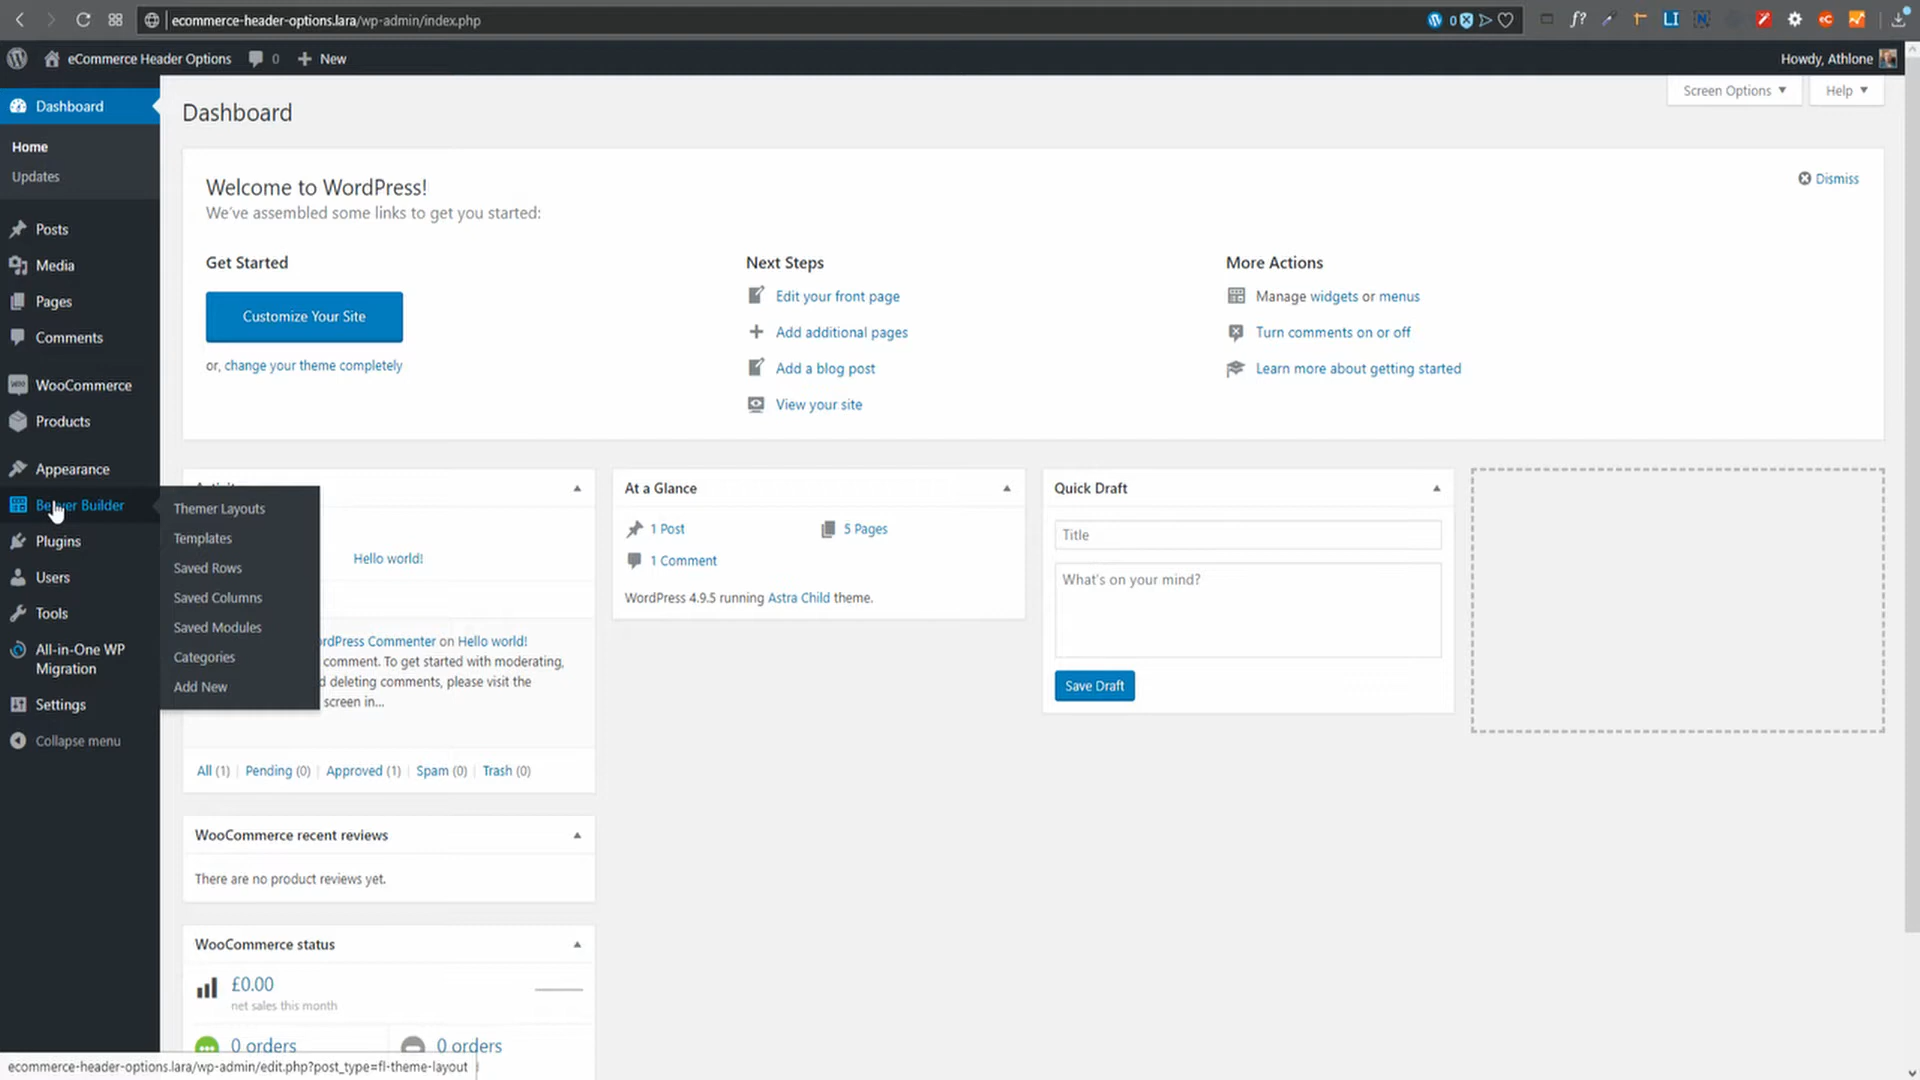 ecommerce-header-options.lara/wp-admin/index.php
0
f?
LI
N
eC
eCommerce Header Options
0
New
Howdy, Athlone
Dashboard
Home
Updates
Posts
Media
Pages
Comments
WooCommerce
Products
Appearance
Beaver Builder
Plugins
Users
Tools
All-in-One WP
Migration
Settings
Collapse menu
Themer Layouts
Templates
Saved Rows
Saved Columns
Saved Modules
Categories
Add New
Dashboard
Screen Options
Help
Welcome to WordPress!
We've assembled some links to get you started:
Dismiss
Get Started
Customize Your Site
or, change your theme completely
Next Steps
Edit your front page
Add additional pages
Add a blog post
View your site
More Actions
Manage widgets or menus
Turn comments on or off
Learn more about getting started
Hello world!
rdPress Commenter on Hello world!
comment. To get started with moderating,
d deleting comments, please visit the
screen in...
All (1) | Pending (0) | Approved (1) | Spam (0) | Trash (0)
WooCommerce recent reviews
There are no product reviews yet.
WooCommerce status
£0.00
net sales this month
0 orders
0 orders
At a Glance
1 Post
5 Pages
1 Comment
WordPress 4.9.5 running Astra Child theme.
Quick Draft
Title
What's on your mind?
Save Draft
ecommerce-header-options.lara/wp-admin/edit.php?post_type=fl-theme-layout